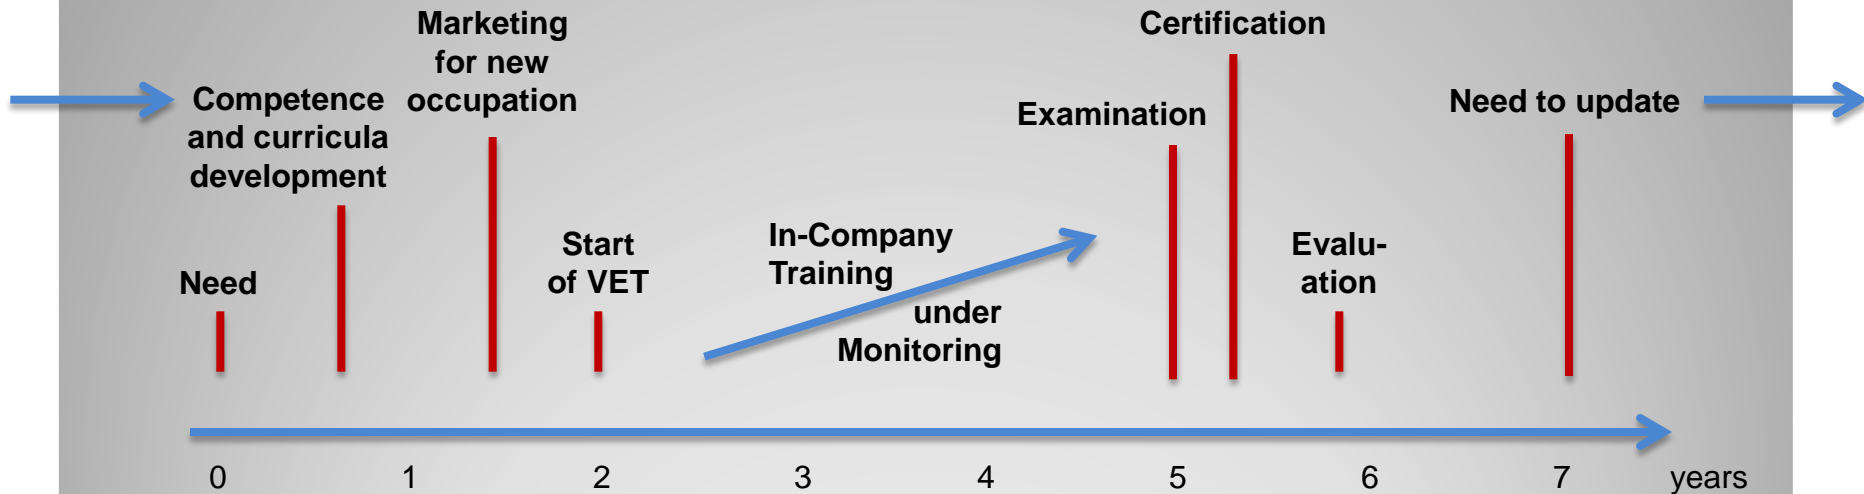 Marketing
for new
occupation
Certification
Competence
and curricula
development
Examination
Need to update
Need
Start
of VET
In-Company
Training
under
Monitoring
Evalu-
ation
0 1 2 3 4 5 6 7 years